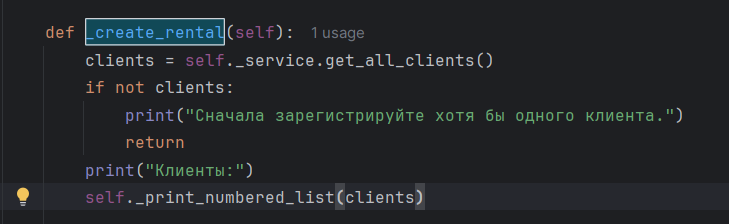 def _create_rental(self): 1 usage
clients = self._service.get_all_clients()
if not clients:
print("Сначала зарегистрируйте хотя бы одного клиента.")
return
print("Клиенты:")
self._print_numbered_list(clients)